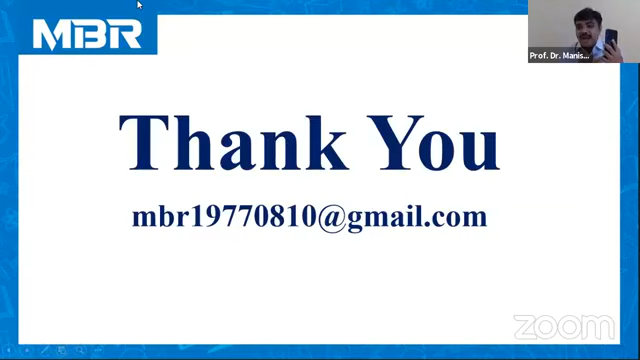 MBR
Prof. Dr. Manis...
Thank You
mbr19770810@gmail.com
zoom